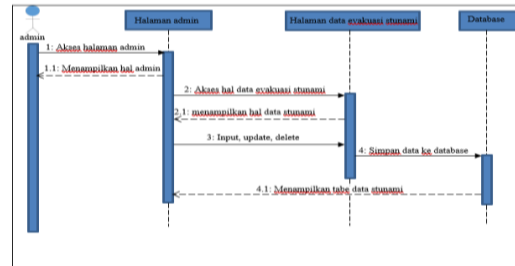 Halaman admin
Halaman data evakuasi stunami
Database
admin
1: Akses halaman admin
1.1: Menampilkan hal admin
2: Akses hal data evakuasi stunami
2.1: menampilkan hal data stunami
3: Input, update, delete
4: Simpan data ke database
4.1: Menampilkan tabe data stunami